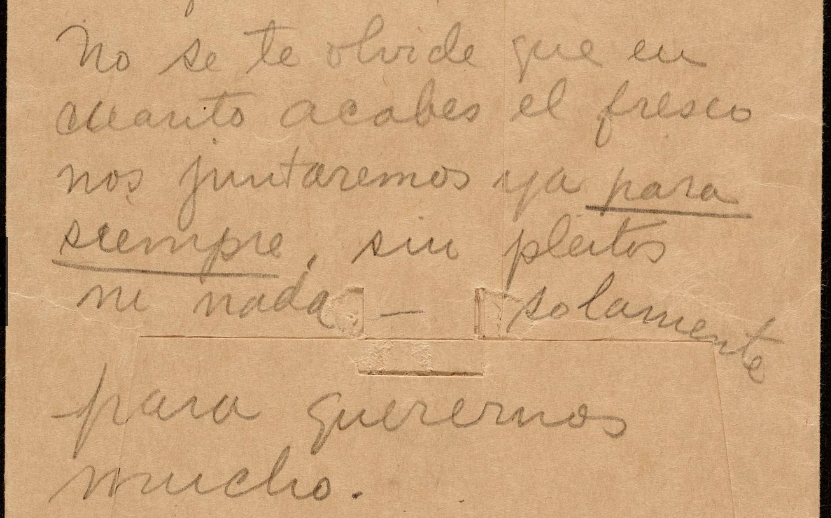 No se te olvide que en
cuanto acabes el fresco
nos juntaremos ya para
siempre, sin pleitos
ni nada — solamente
para querernos
mucho.